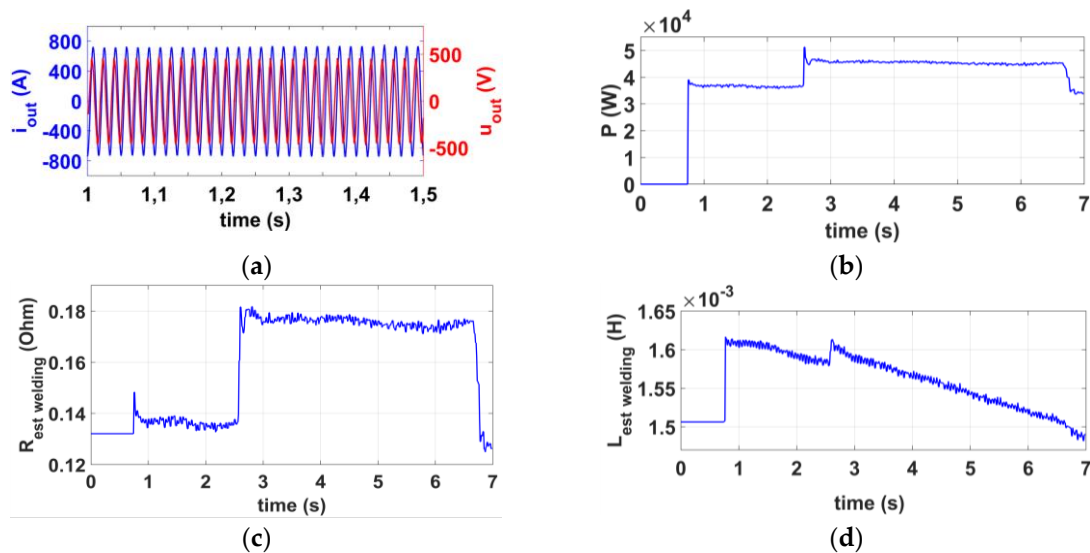 800
400
0
-400
-800
i_out (A)
500
0
-500
u_out (V)
1 1,1 1,2 1,3 1,4 1,5
time (s)
(a)
× 10^4
5
4
3
2
1
0
P (W)
0 1 2 3 4 5 6 7
time (s)
(b)
0.18
0.16
0.14
0.12
R_est welding (Ohm)
0 1 2 3 4 5 6 7
time (s)
(c)
× 10^-3
1.65
1.6
1.55
1.5
L_est welding (H)
0 1 2 3 4 5 6 7
time (s)
(d)